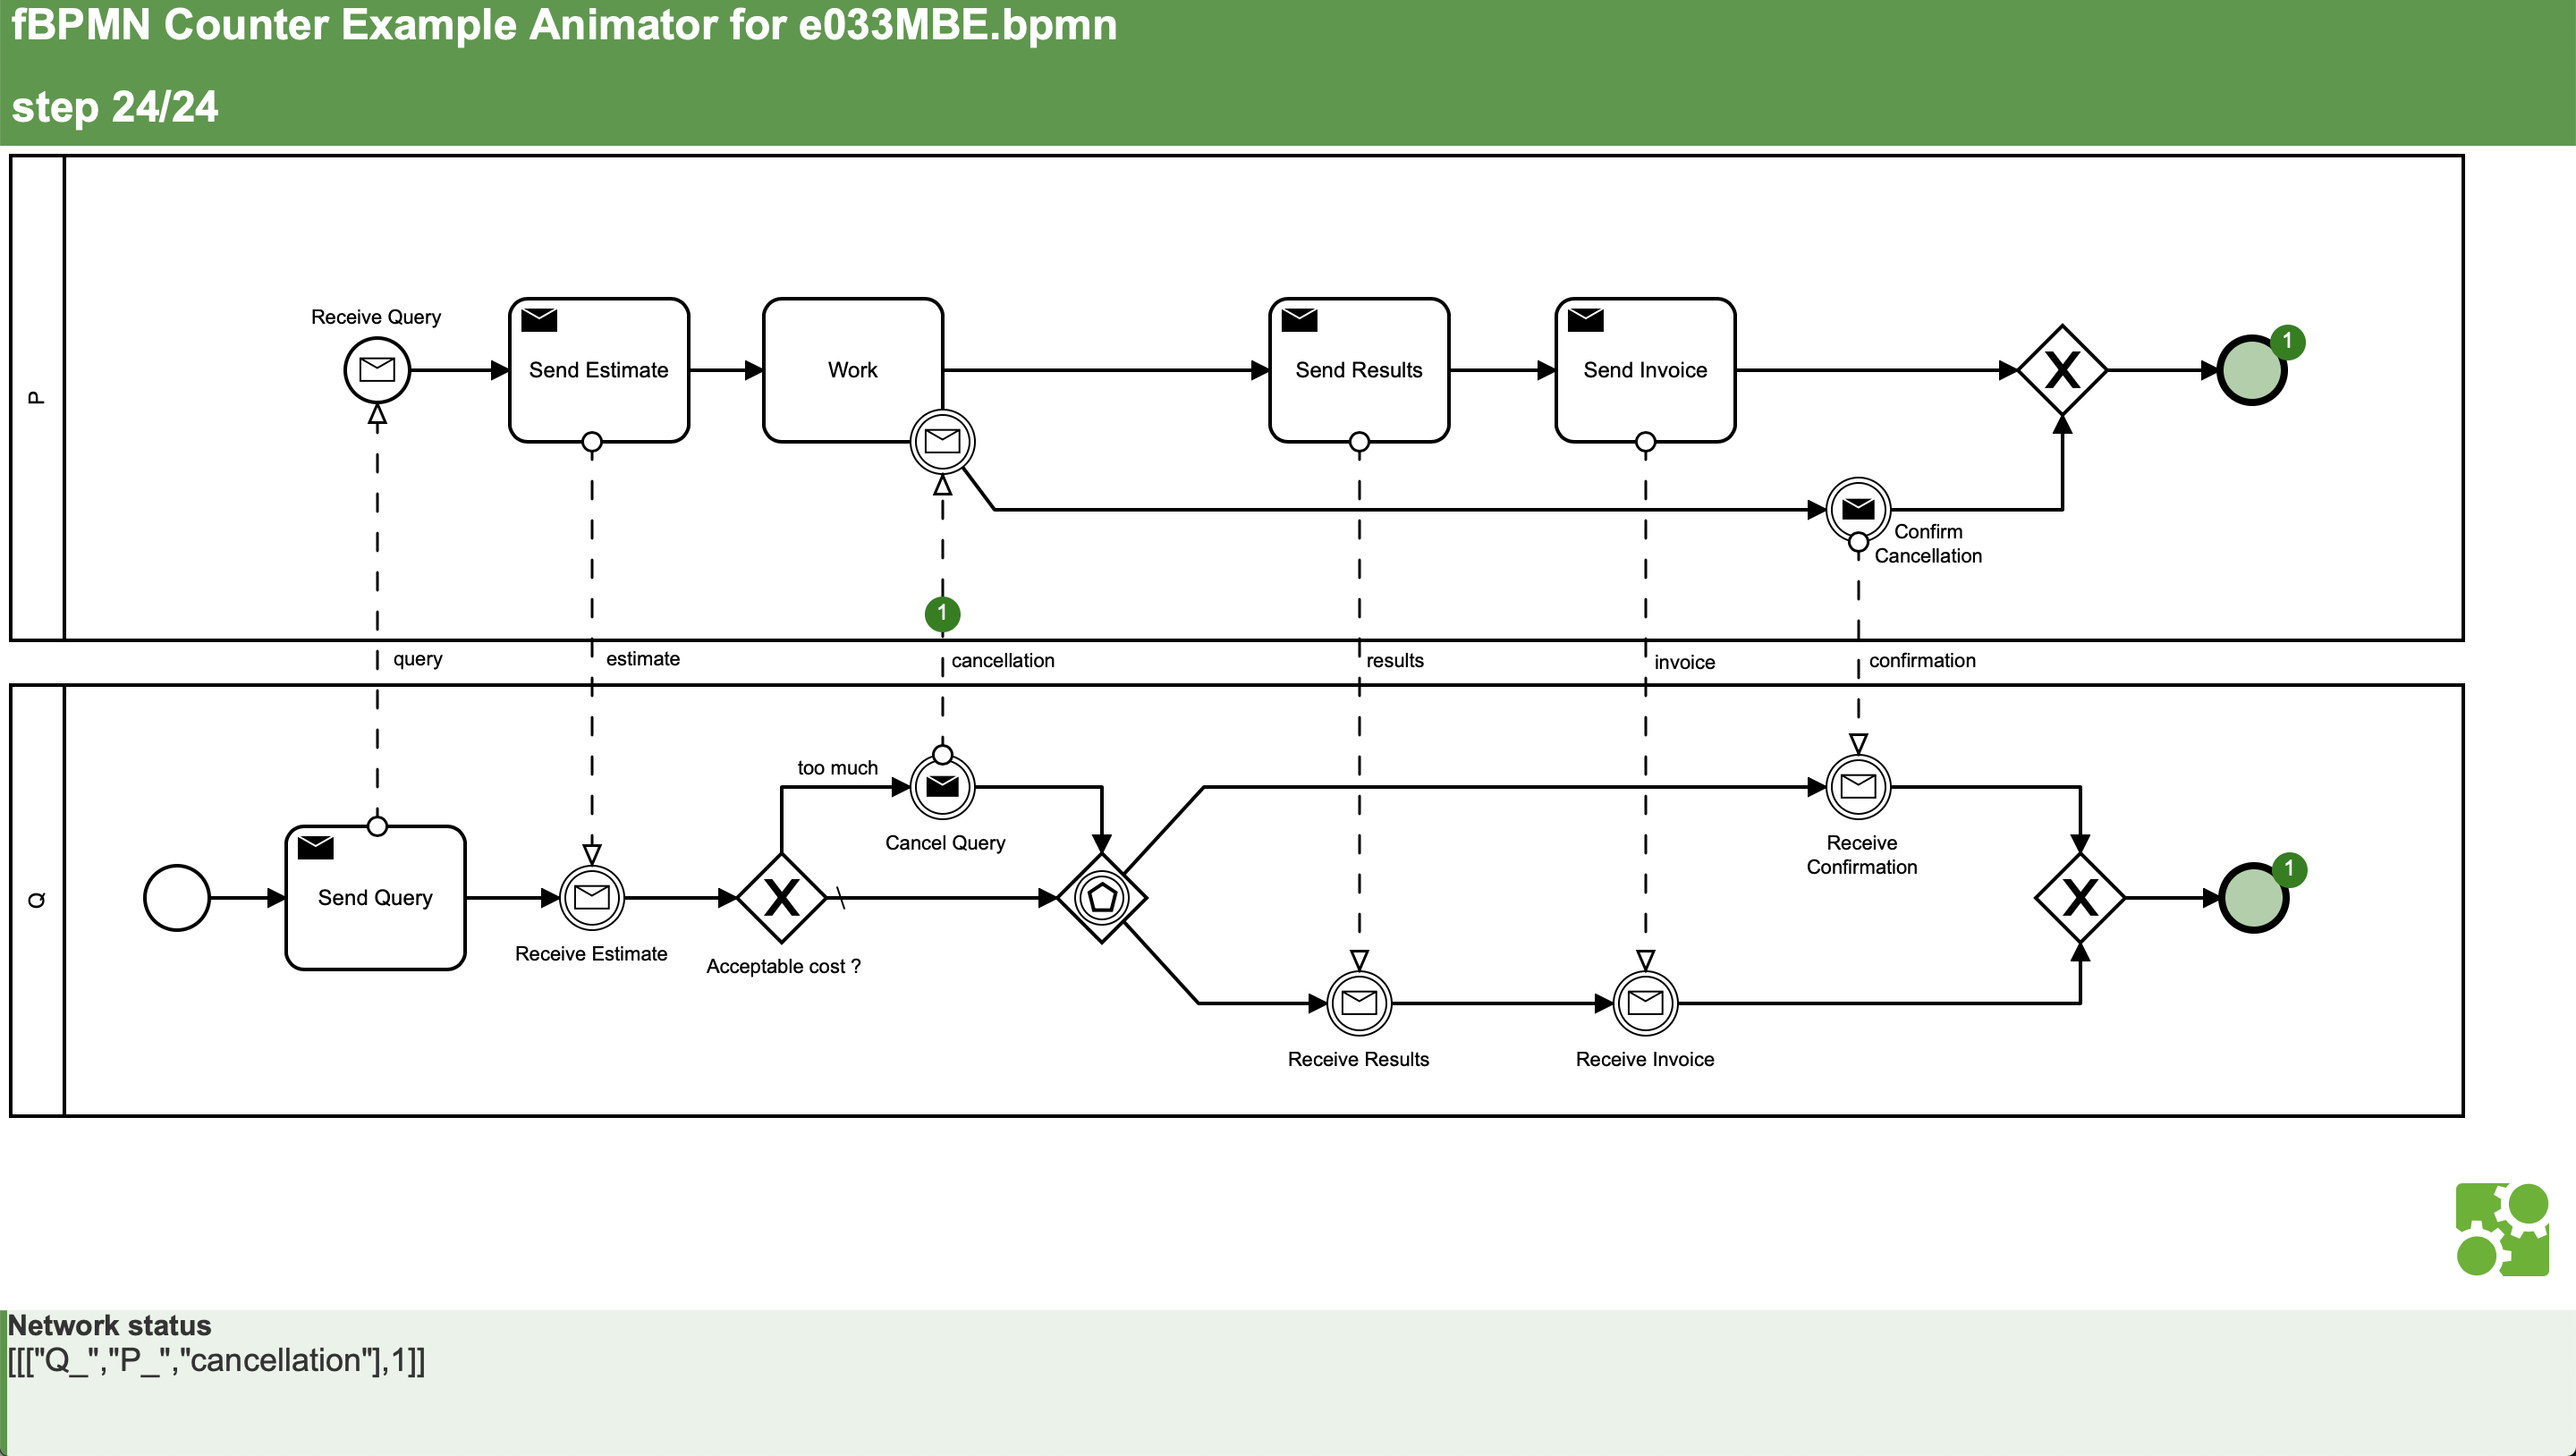 fBPMN Counter Example Animator for e033MBE.bpmn
step 24/24
P
Receive Query
Send Estimate
Work
Send Results
Send Invoice
X
1
Confirm
Cancellation
1
query
estimate
cancellation
results
invoice
confirmation
Q
too much
Cancel Query
Receive
Confirmation
Send Query
Receive Estimate
X
Acceptable cost ?
X
1
Receive Results
Receive Invoice
Network status
[[["Q_","P_","cancellation"],1]]